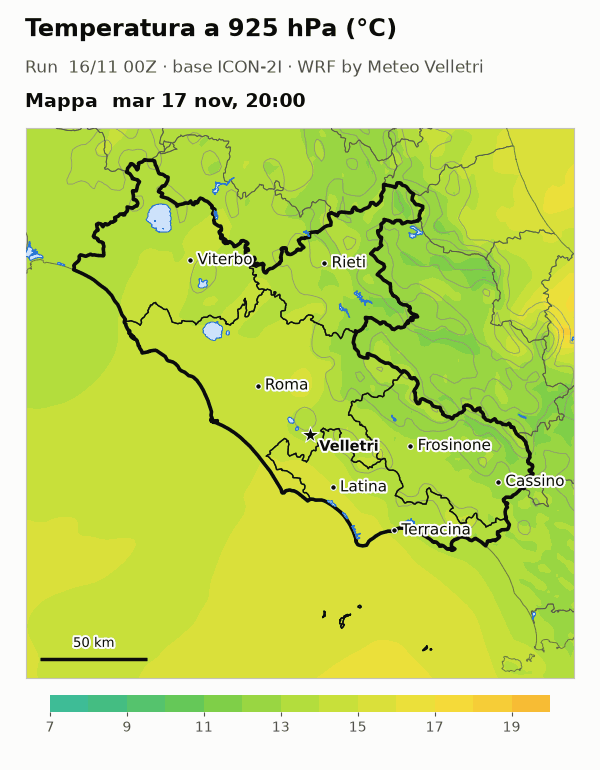 Temperatura a 925 hPa (°C)
Run  16/11 00Z · base ICON-2I · WRF by Meteo Velletri
Mappa  mar 17 nov, 20:00
Viterbo
Rieti
Roma
Velletri
Frosinone
Latina
Cassino
Terracina
50 km
7 9 11 13 15 17 19